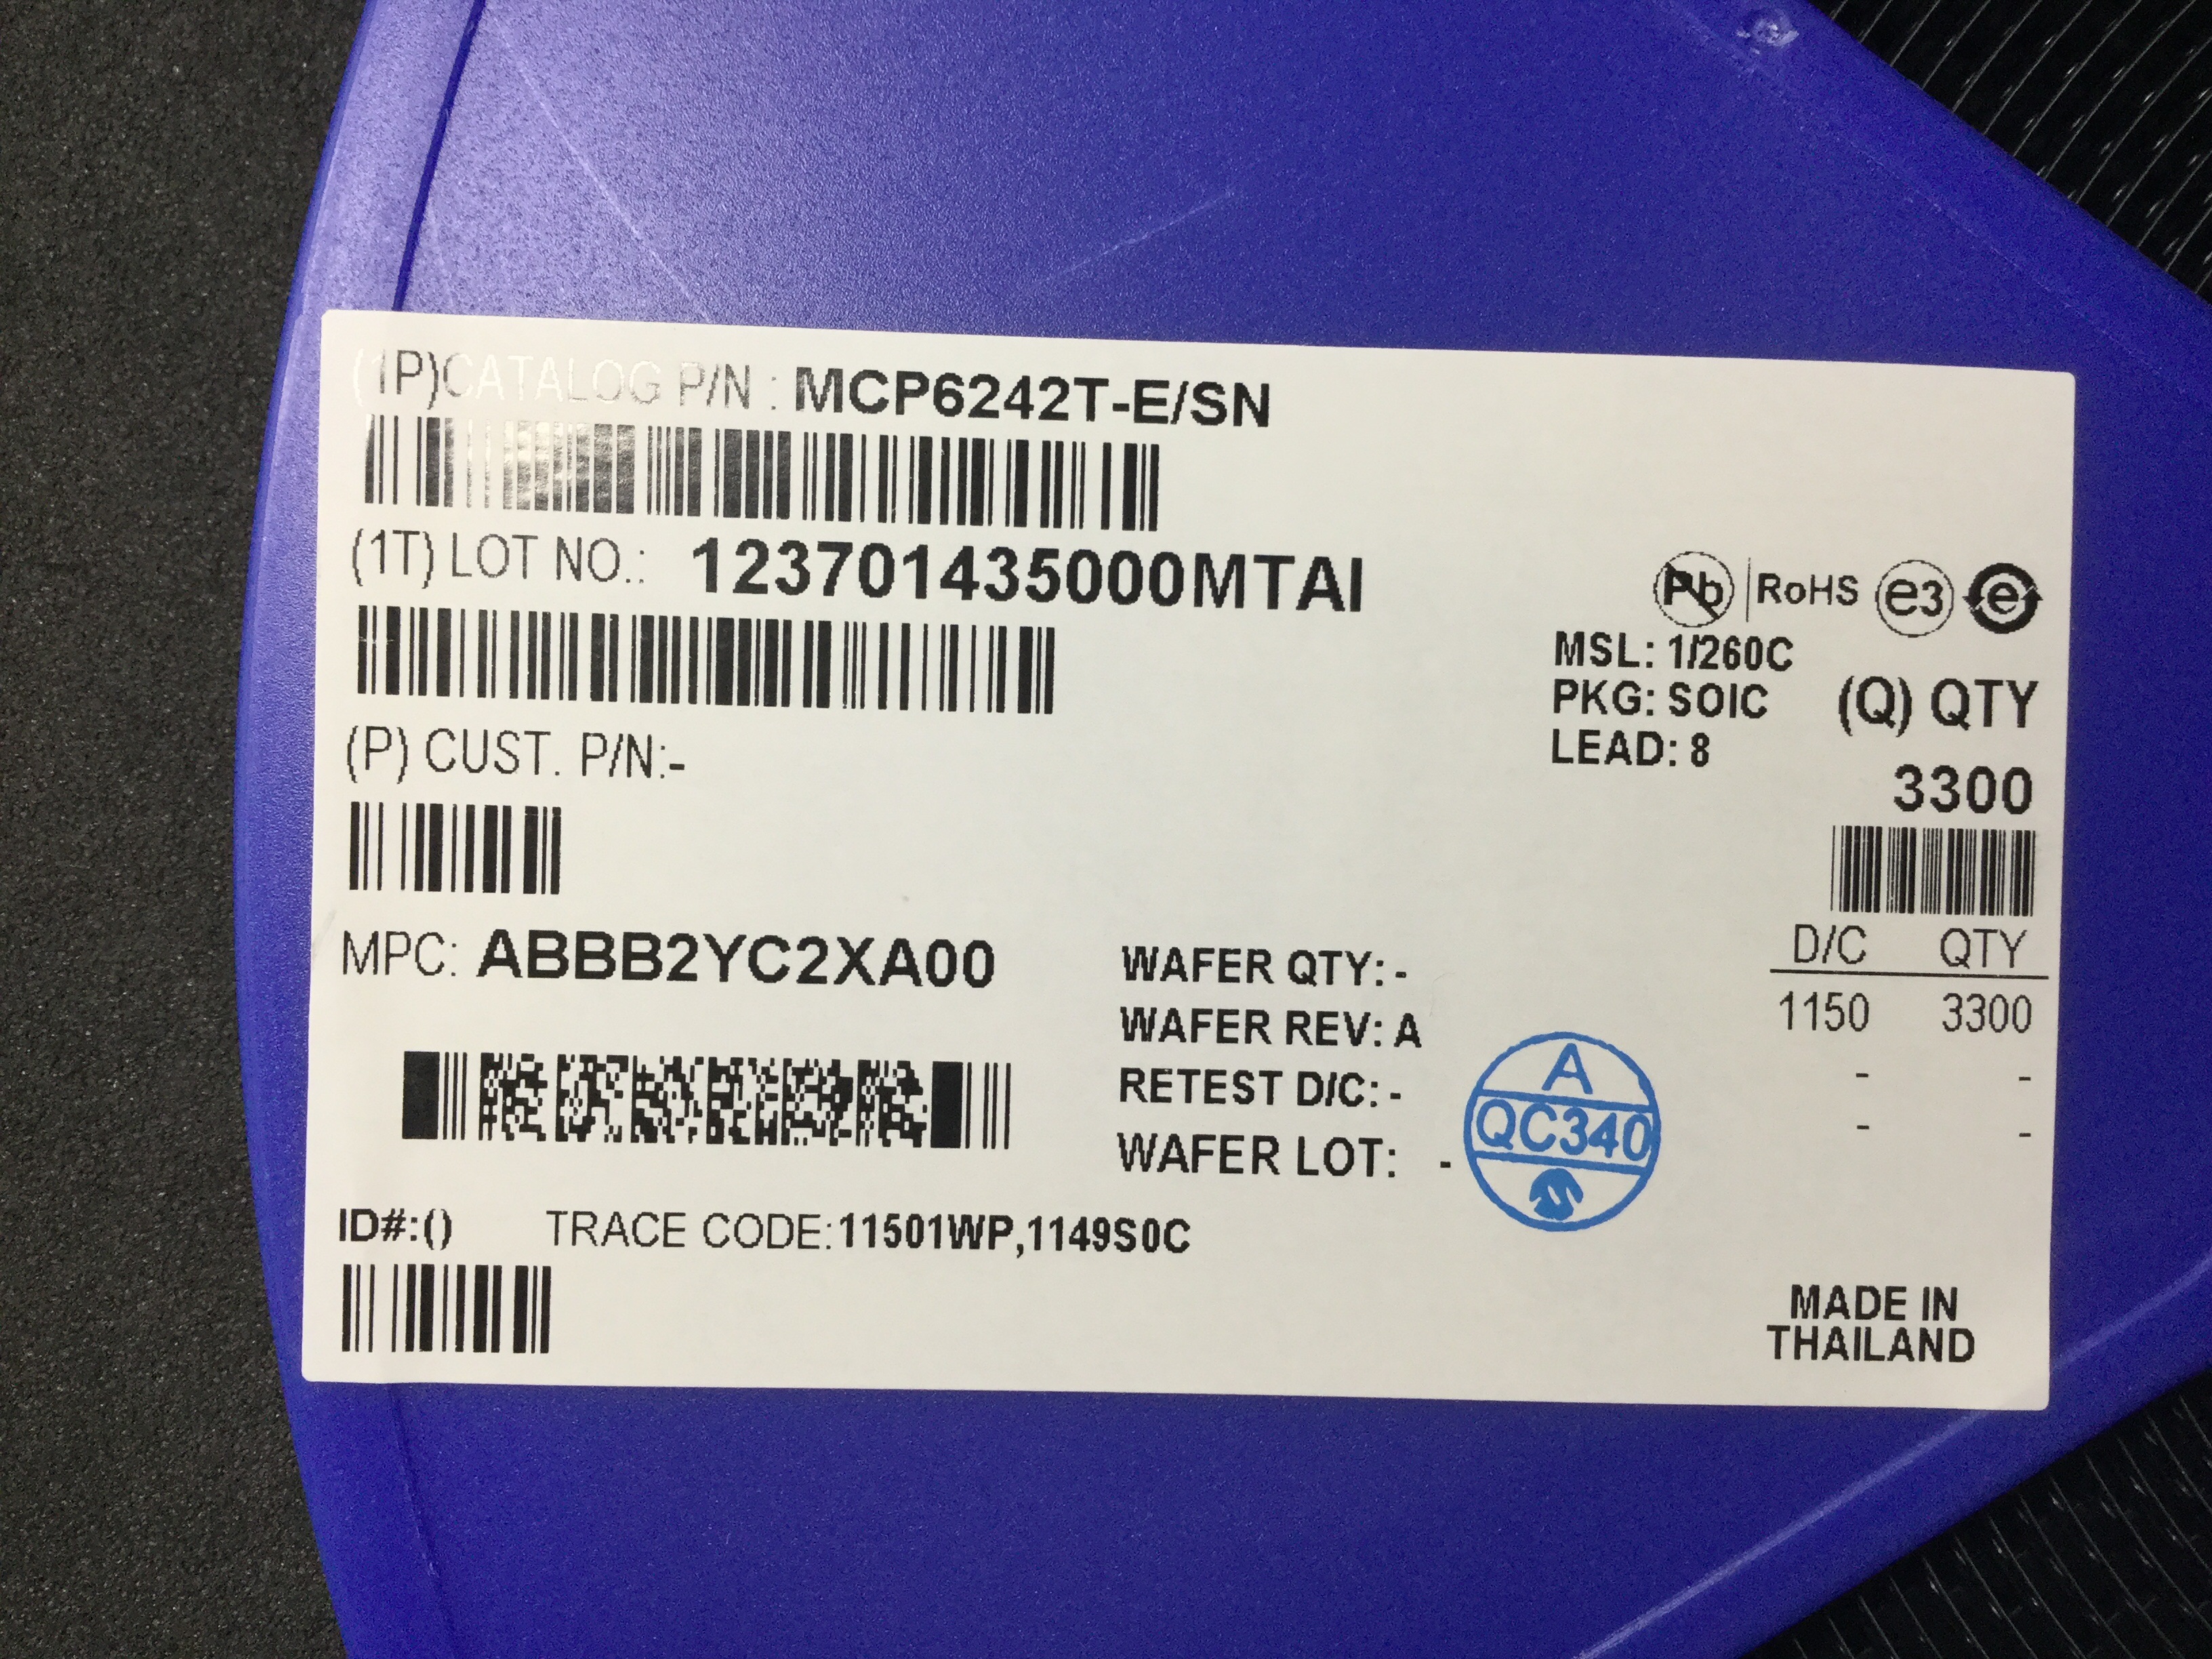 (1P)CATALOG P/N : MCP6242T-E/SN
(1T) LOT NO.: 123701435000MTAI
Pb RoHS e3 e
MSL: 1/260C
PKG: SOIC
LEAD: 8
(Q) QTY
3300
(P) CUST. P/N:-
MPC: ABBB2YC2XA00
WAFER QTY: -
WAFER REV: A
RETEST D/C: -
WAFER LOT: -
A
QC340
D/C QTY
1150 3300
- -
- -
ID#:() TRACE CODE:11501WP,1149S0C
MADE IN
THAILAND